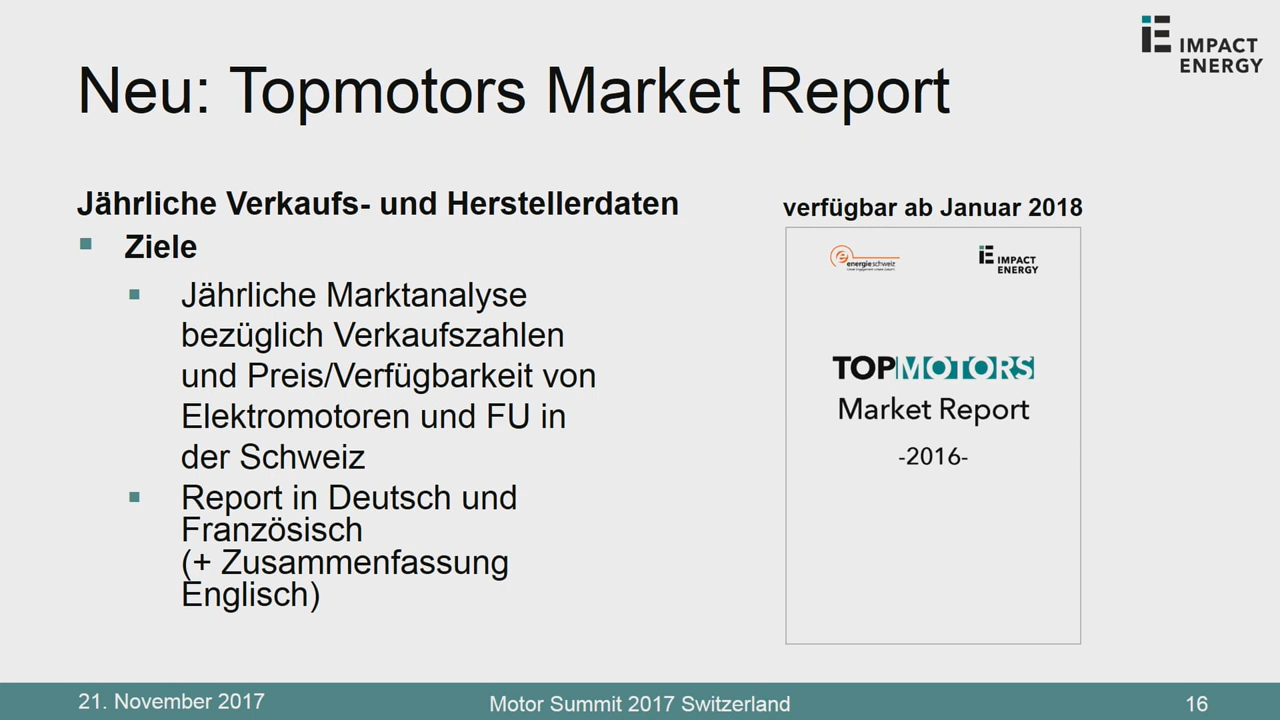 IMPACT
ENERGY
Neu: Topmotors Market Report
Jährliche Verkaufs- und Herstellerdaten
Ziele
Jährliche Marktanalyse
bezüglich Verkaufszahlen
und Preis/Verfügbarkeit von
Elektromotoren und FU in
der Schweiz
Report in Deutsch und
Französisch
(+ Zusammenfassung
Englisch)
verfügbar ab Januar 2018
energieschweiz
IMPACT
ENERGY
TOPMOTORS
Market Report
-2016-
21. November 2017
Motor Summit 2017 Switzerland
16